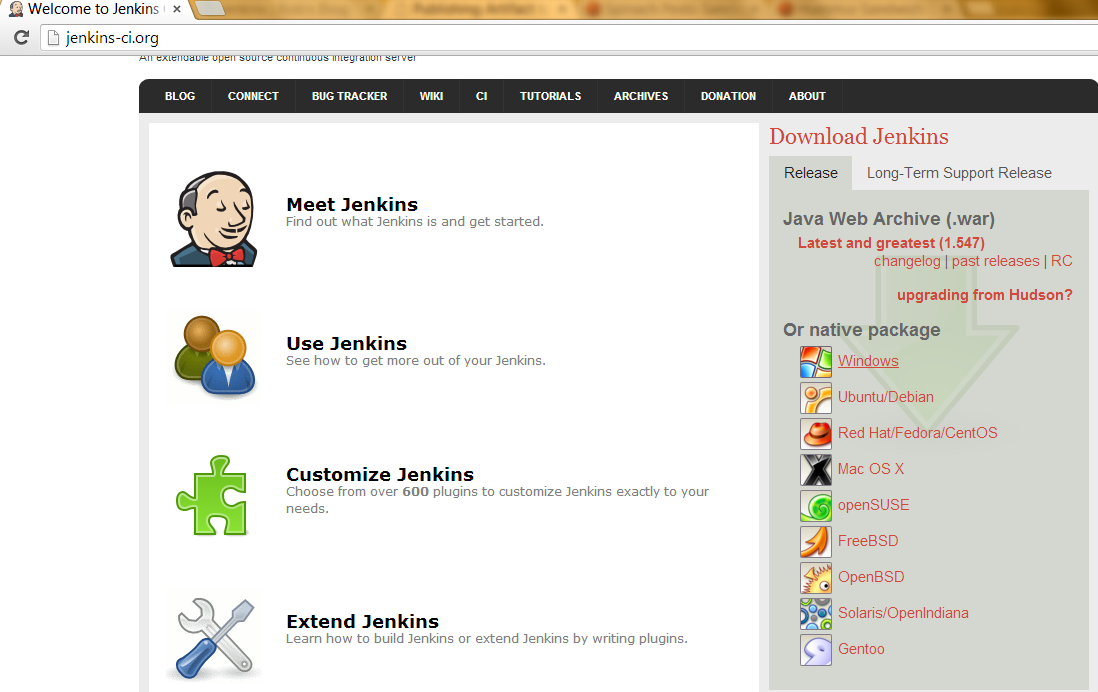 Welcome to Jenkins
jenkins-ci.org
An extendable open source continuous integration server
BLOG CONNECT BUG TRACKER WIKI CI TUTORIALS ARCHIVES DONATION ABOUT
Meet Jenkins
Find out what Jenkins is and get started.
Use Jenkins
See how to get more out of your Jenkins.
Customize Jenkins
Choose from over 600 plugins to customize Jenkins exactly to your
needs.
Extend Jenkins
Learn how to build Jenkins or extend Jenkins by writing plugins.
Download Jenkins
Release Long-Term Support Release
Java Web Archive (.war)
Latest and greatest (1.547)
changelog | past releases | RC
upgrading from Hudson?
Or native package
Windows
Ubuntu/Debian
Red Hat/Fedora/CentOS
Mac OS X
openSUSE
FreeBSD
OpenBSD
Solaris/OpenIndiana
Gentoo